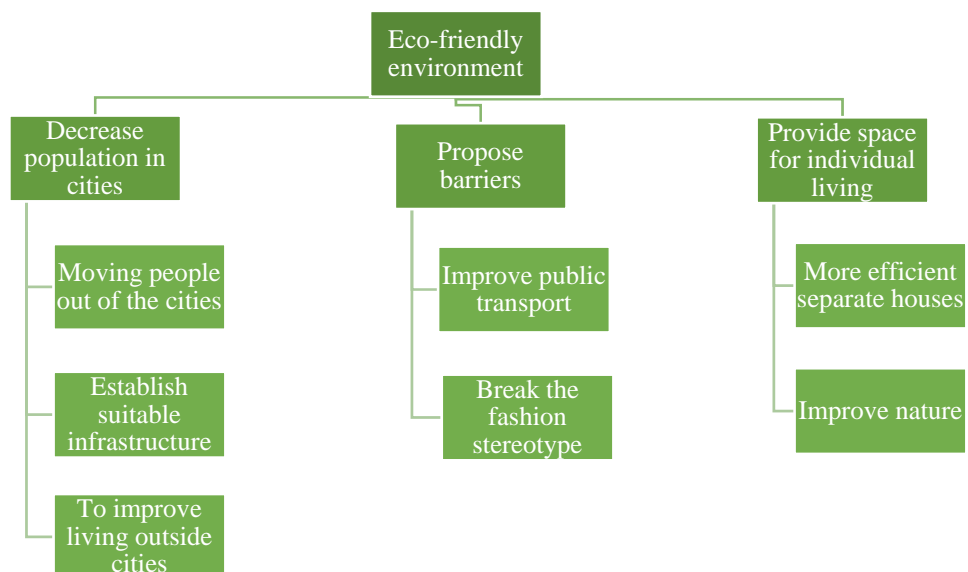 Eco-friendly
environment
Decrease
population in
cities
Moving people
out of the cities
Establish
suitable
infrastructure
To improve
living outside
cities
Propose
barriers
Improve public
transport
Break the
fashion
stereotype
Provide space
for individual
living
More efficient
separate houses
Improve nature